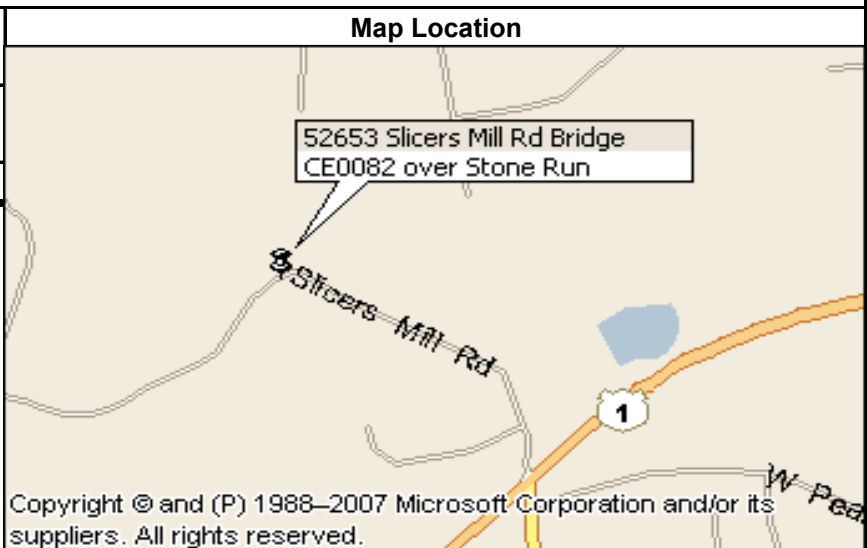 Map Location
52653 Slicers Mill Rd Bridge
CE0082 over Stone Run
Slicers Mill Rd
1
W Pea
Copyright © and (P) 1988–2007 Microsoft Corporation and/or its
suppliers. All rights reserved.